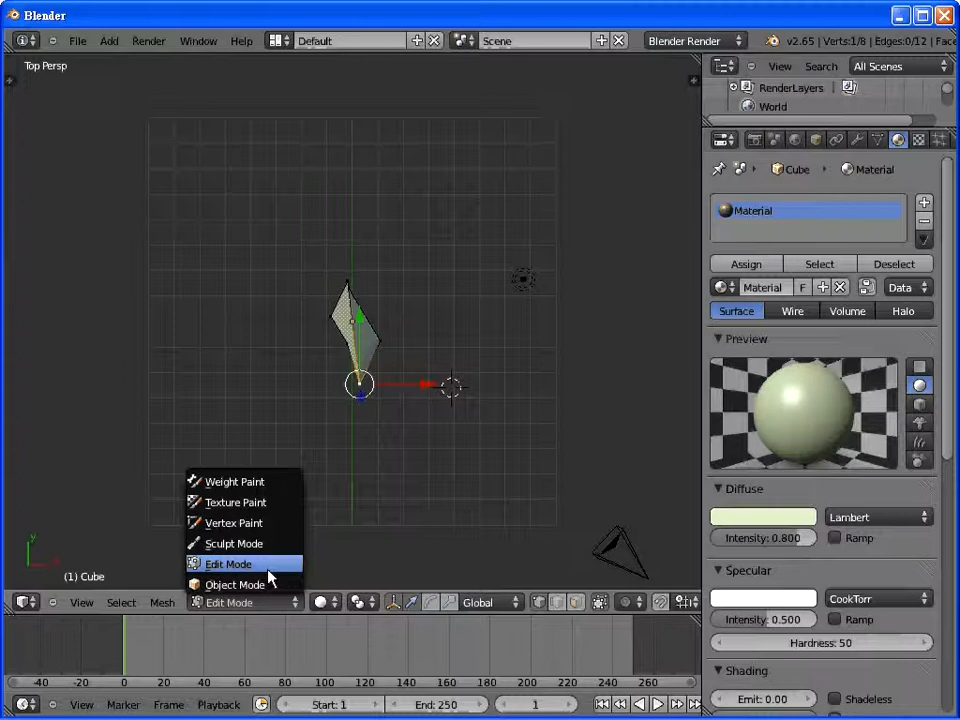 Blender
File Add Render Window Help Default Scene Blender Render v2.65 | Verts:1/8 | Edges:0/12 | Face
Top Persp
View Search All Scenes
RenderLayers
World
Cube Material
Material
Assign Select Deselect
Material F Data
Surface Wire Volume Halo
Preview
Diffuse
Lambert
Intensity: 0.800 Ramp
Specular
CookTorr
Intensity: 0.500 Ramp
Hardness: 50
Shading
Emit: 0.00 Shadeless
Weight Paint
Texture Paint
Vertex Paint
Sculpt Mode
Edit Mode
Object Mode
y
x
(1) Cube
View Select Mesh Edit Mode Global
-40 -20 0 20 40 60 80 100 120 140 160 180 200 220 240 260
View Marker Frame Playback Start: 1 End: 250 1